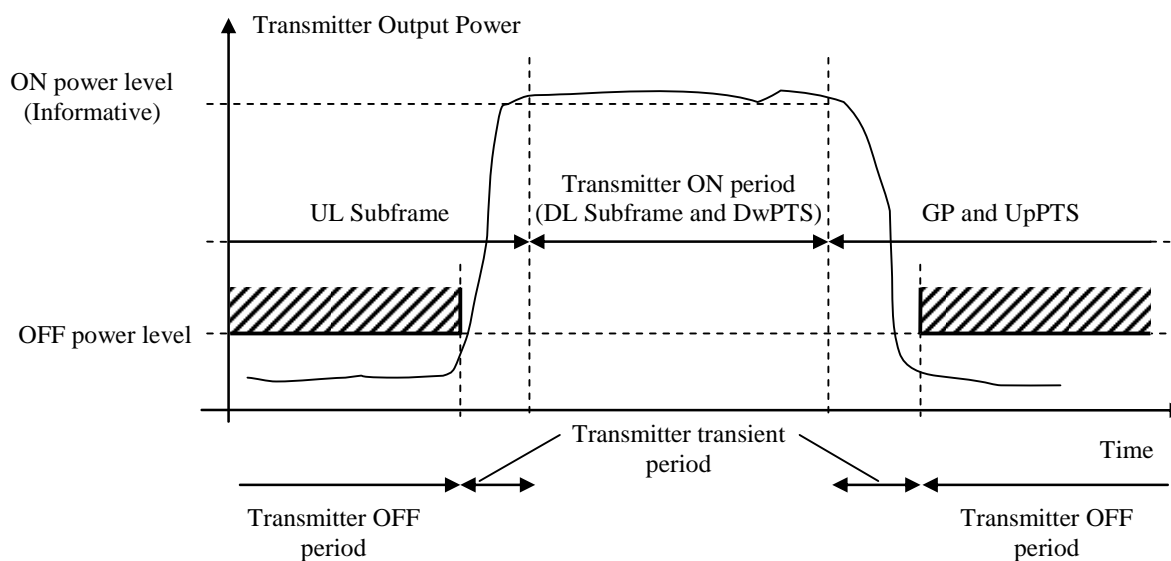 Transmitter Output Power
ON power level
(Informative)
Transmitter ON period
(DL Subframe and DwPTS)
UL Subframe
GP and UpPTS
OFF power level
Transmitter transient
period
Time
Transmitter OFF
period
Transmitter OFF
period